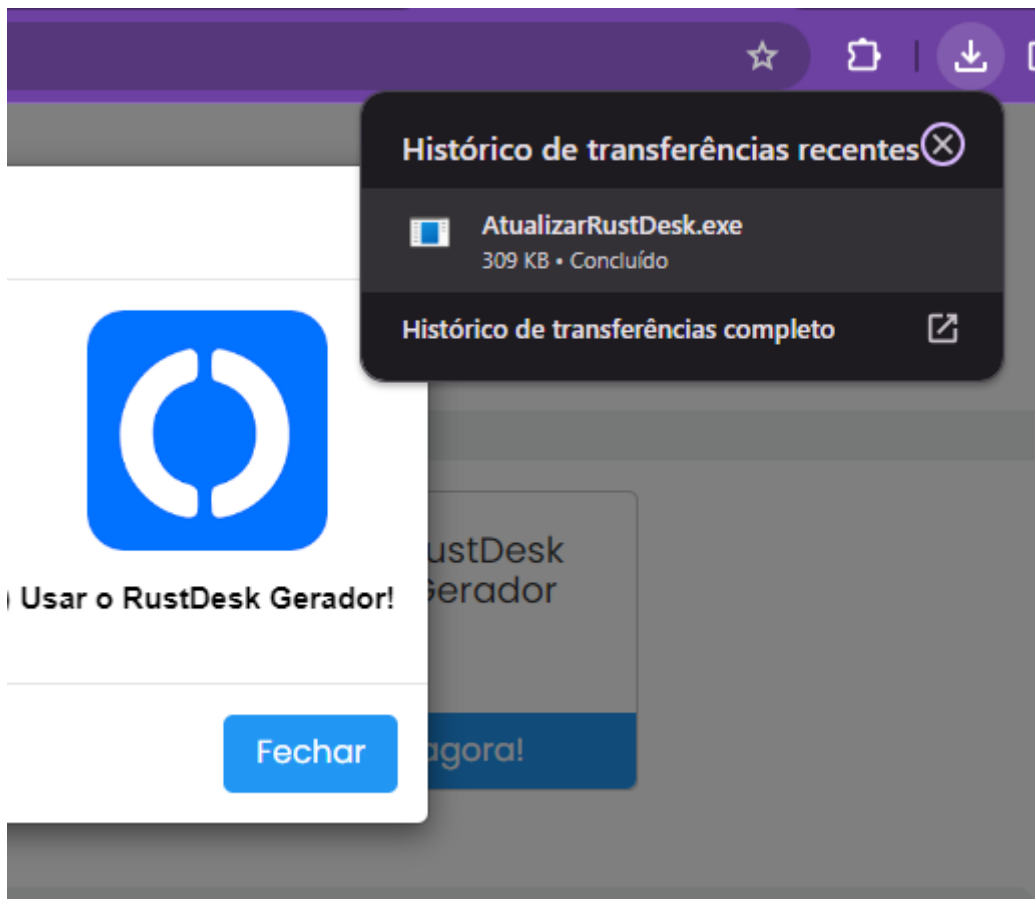 Histórico de transferências recentes
AtualizarRustDesk.exe
309 KB • Concluído
Histórico de transferências completo
Usar o RustDesk Gerador!
Fechar
ustDesk
erador
agora!